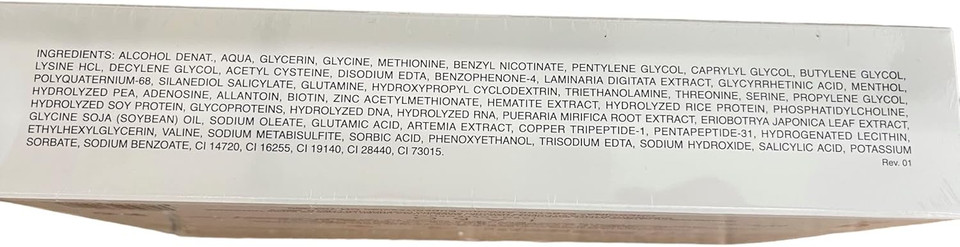 INGREDIENTS: ALCOHOL DENAT., AQUA, GLYCERIN, GLYCINE, METHIONINE, BENZYL NICOTINATE, PENTYLENE GLYCOL, CAPRYLYL GLYCOL, BUTYLENE GLYCOL,
LYSINE HCL, DECYLENE GLYCOL, ACETYL CYSTEINE, DISODIUM EDTA, BENZOPHENONE-4, LAMINARIA DIGITATA EXTRACT, GLYCYRRHETINIC ACID, MENTHOL,
POLYQUATERNIUM-68, SILANEDIOL SALICYLATE, GLUTAMINE, HYDROXYPROPYL CYCLODEXTRIN, TRIETHANOLAMINE, THREONINE, SERINE, PROPYLENE GLYCOL,
HYDROLYZED PEA, ADENOSINE, ALLANTOIN, BIOTIN, ZINC ACETYLMETHIONATE, HEMATITE EXTRACT, HYDROLYZED RICE PROTEIN, PHOSPHATIDYLCHOLINE,
HYDROLYZED SOY PROTEIN, GLYCOPROTEINS, HYDROLYZED DNA, HYDROLYZED RNA, PUERARIA MIRIFICA ROOT EXTRACT, ERIOBOTRYA JAPONICA LEAF EXTRACT,
GLYCINE SOJA (SOYBEAN) OIL, SODIUM OLEATE, GLUTAMIC ACID, ARTEMIA EXTRACT, COPPER TRIPEPTIDE-1, PENTAPEPTIDE-31, HYDROGENATED LECITHIN,
ETHYLHEXYLGLYCERIN, VALINE, SODIUM METABISULFITE, SORBIC ACID, PHENOXYETHANOL, TRISODIUM EDTA, SODIUM HYDROXIDE, SALICYLIC ACID, POTASSIUM
SORBATE, SODIUM BENZOATE, CI 14720, CI 16255, CI 19140, CI 28440, CI 73015.
Rev. 01